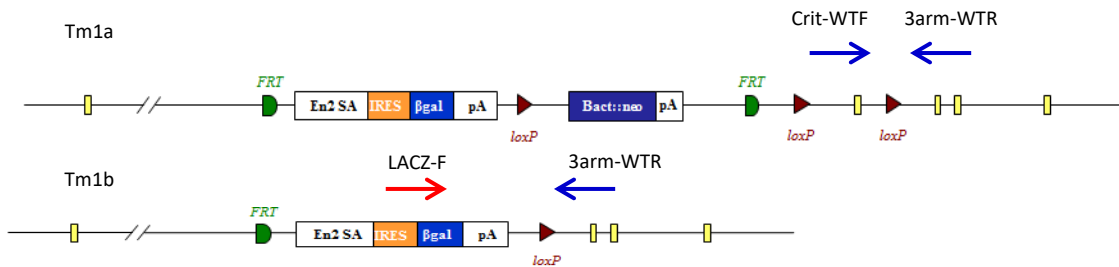 Crit-WTF 3arm-WTR
Tm1a
FRT FRT
En2 SA IRES βgal pA Bact::neo pA
loxP loxP loxP
LACZ-F 3arm-WTR
Tm1b
FRT
En2 SA IRES βgal pA
loxP